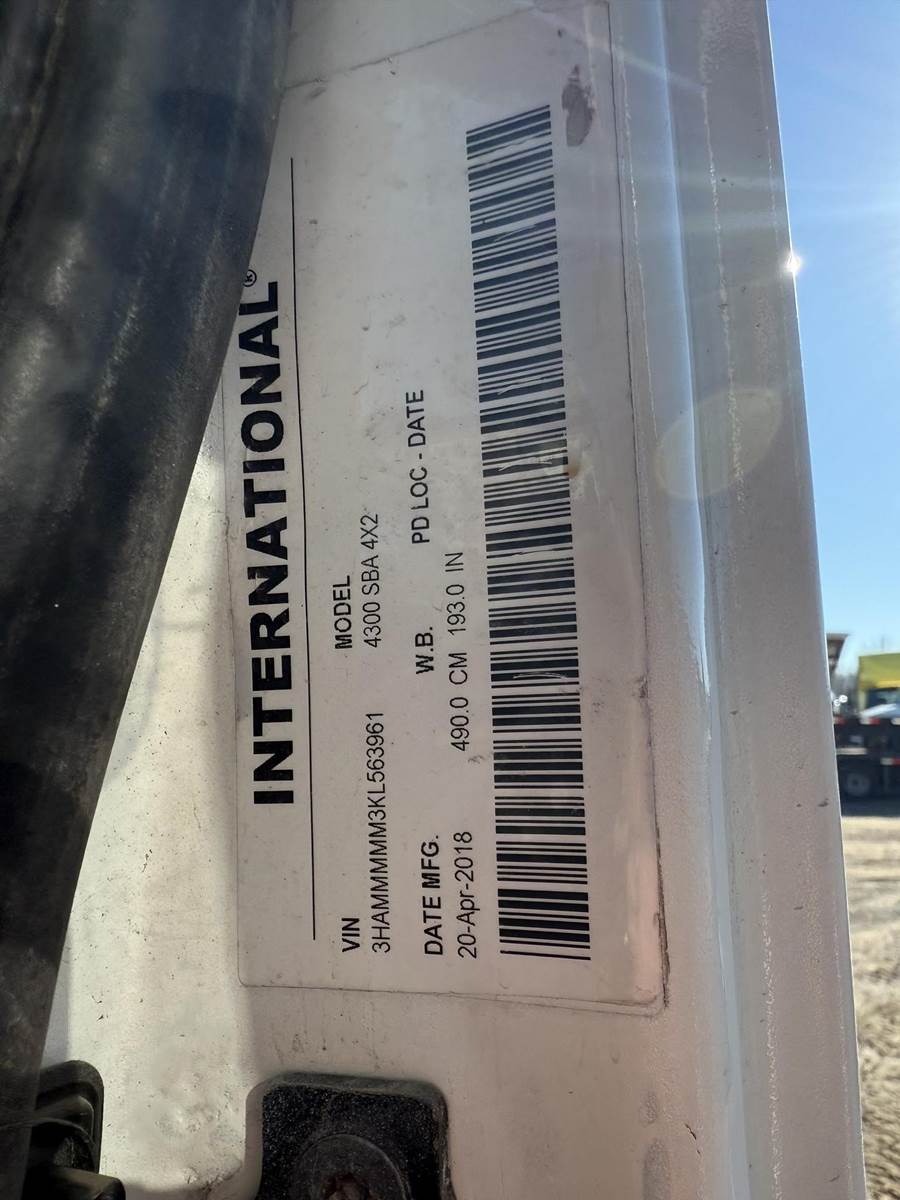 INTERNATIONAL®
VIN MODEL
3HAMMMMM3KL563961 4300 SBA 4X2
DATE MFG. W.B. PD LOC - DATE
20-Apr-2018 490.0 CM 193.0 IN